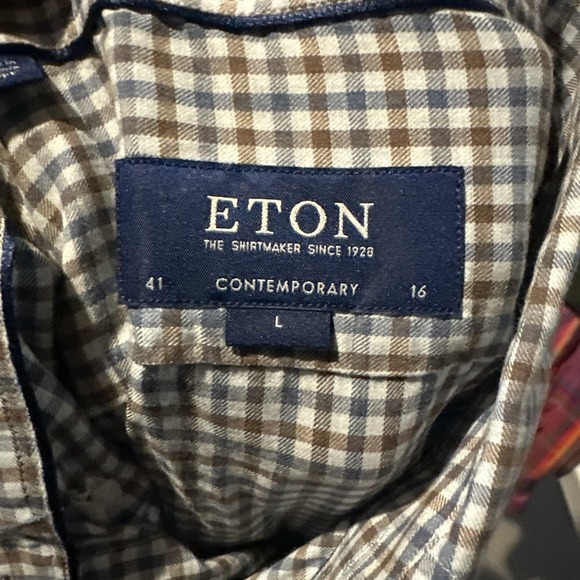 ETON
THE SHIRTMAKER SINCE 1928
41 CONTEMPORARY 16
L